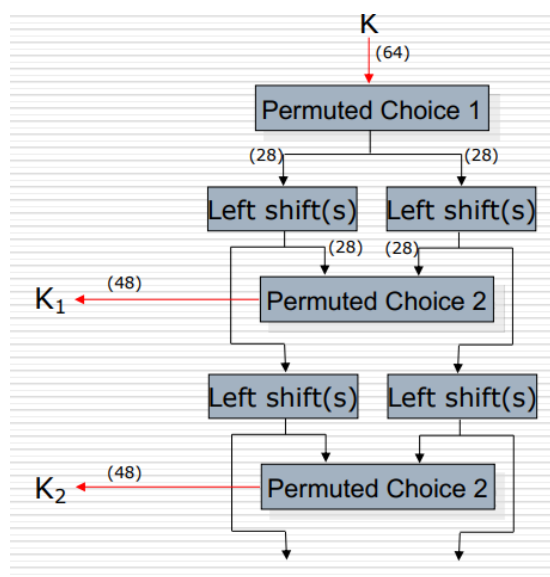 K
(64)
Permuted Choice 1
(28) (28)
Left shift(s) Left shift(s)
(28) (28)
(48)
K₁ Permuted Choice 2
Left shift(s) Left shift(s)
(48)
K₂ Permuted Choice 2